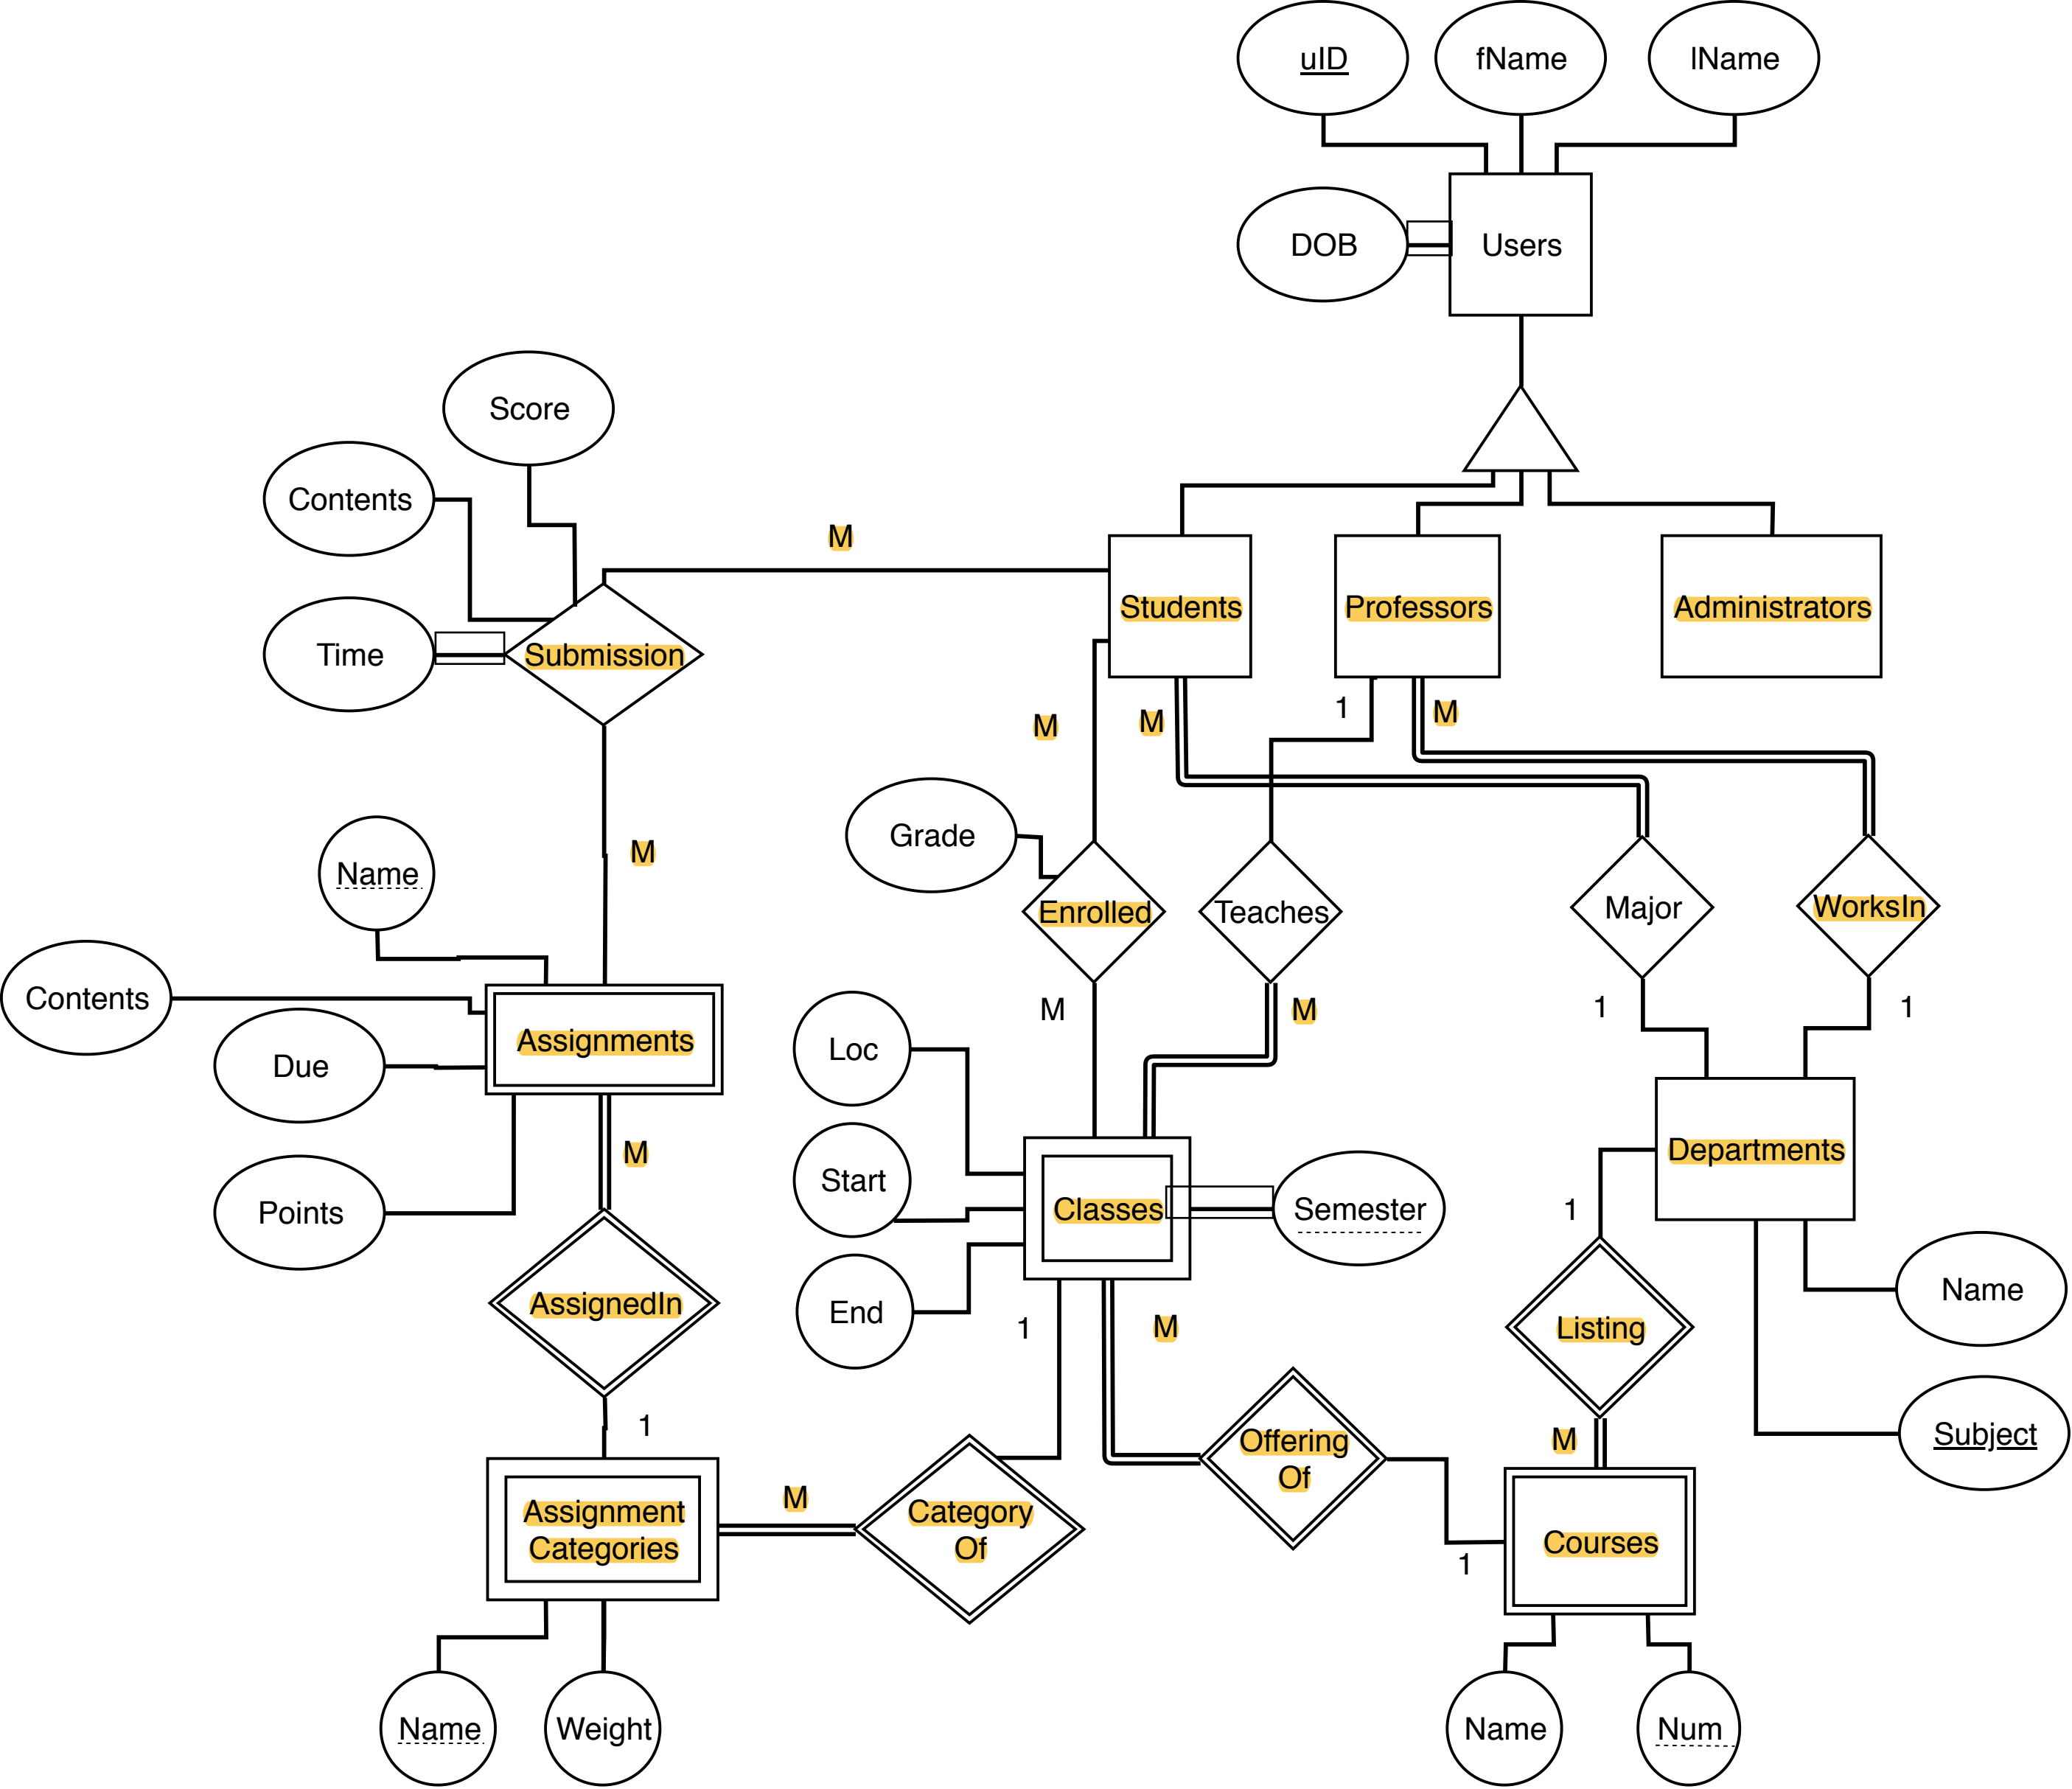 uID
fName
lName
DOB
Users
Score
Contents
M
Time
Submission
Students
Professors
Administrators
M
M
1
M
Grade
M
Name
Enrolled
Teaches
Major
WorksIn
Contents
M
M
1
1
Loc
Assignments
Due
M
Departments
Start
Classes
Semester
Points
1
AssignedIn
End
1
M
Listing
Name
1
Offering
Of
M
Subject
M
Assignment
Categories
Category
Of
Courses
1
Name
Weight
Name
Num